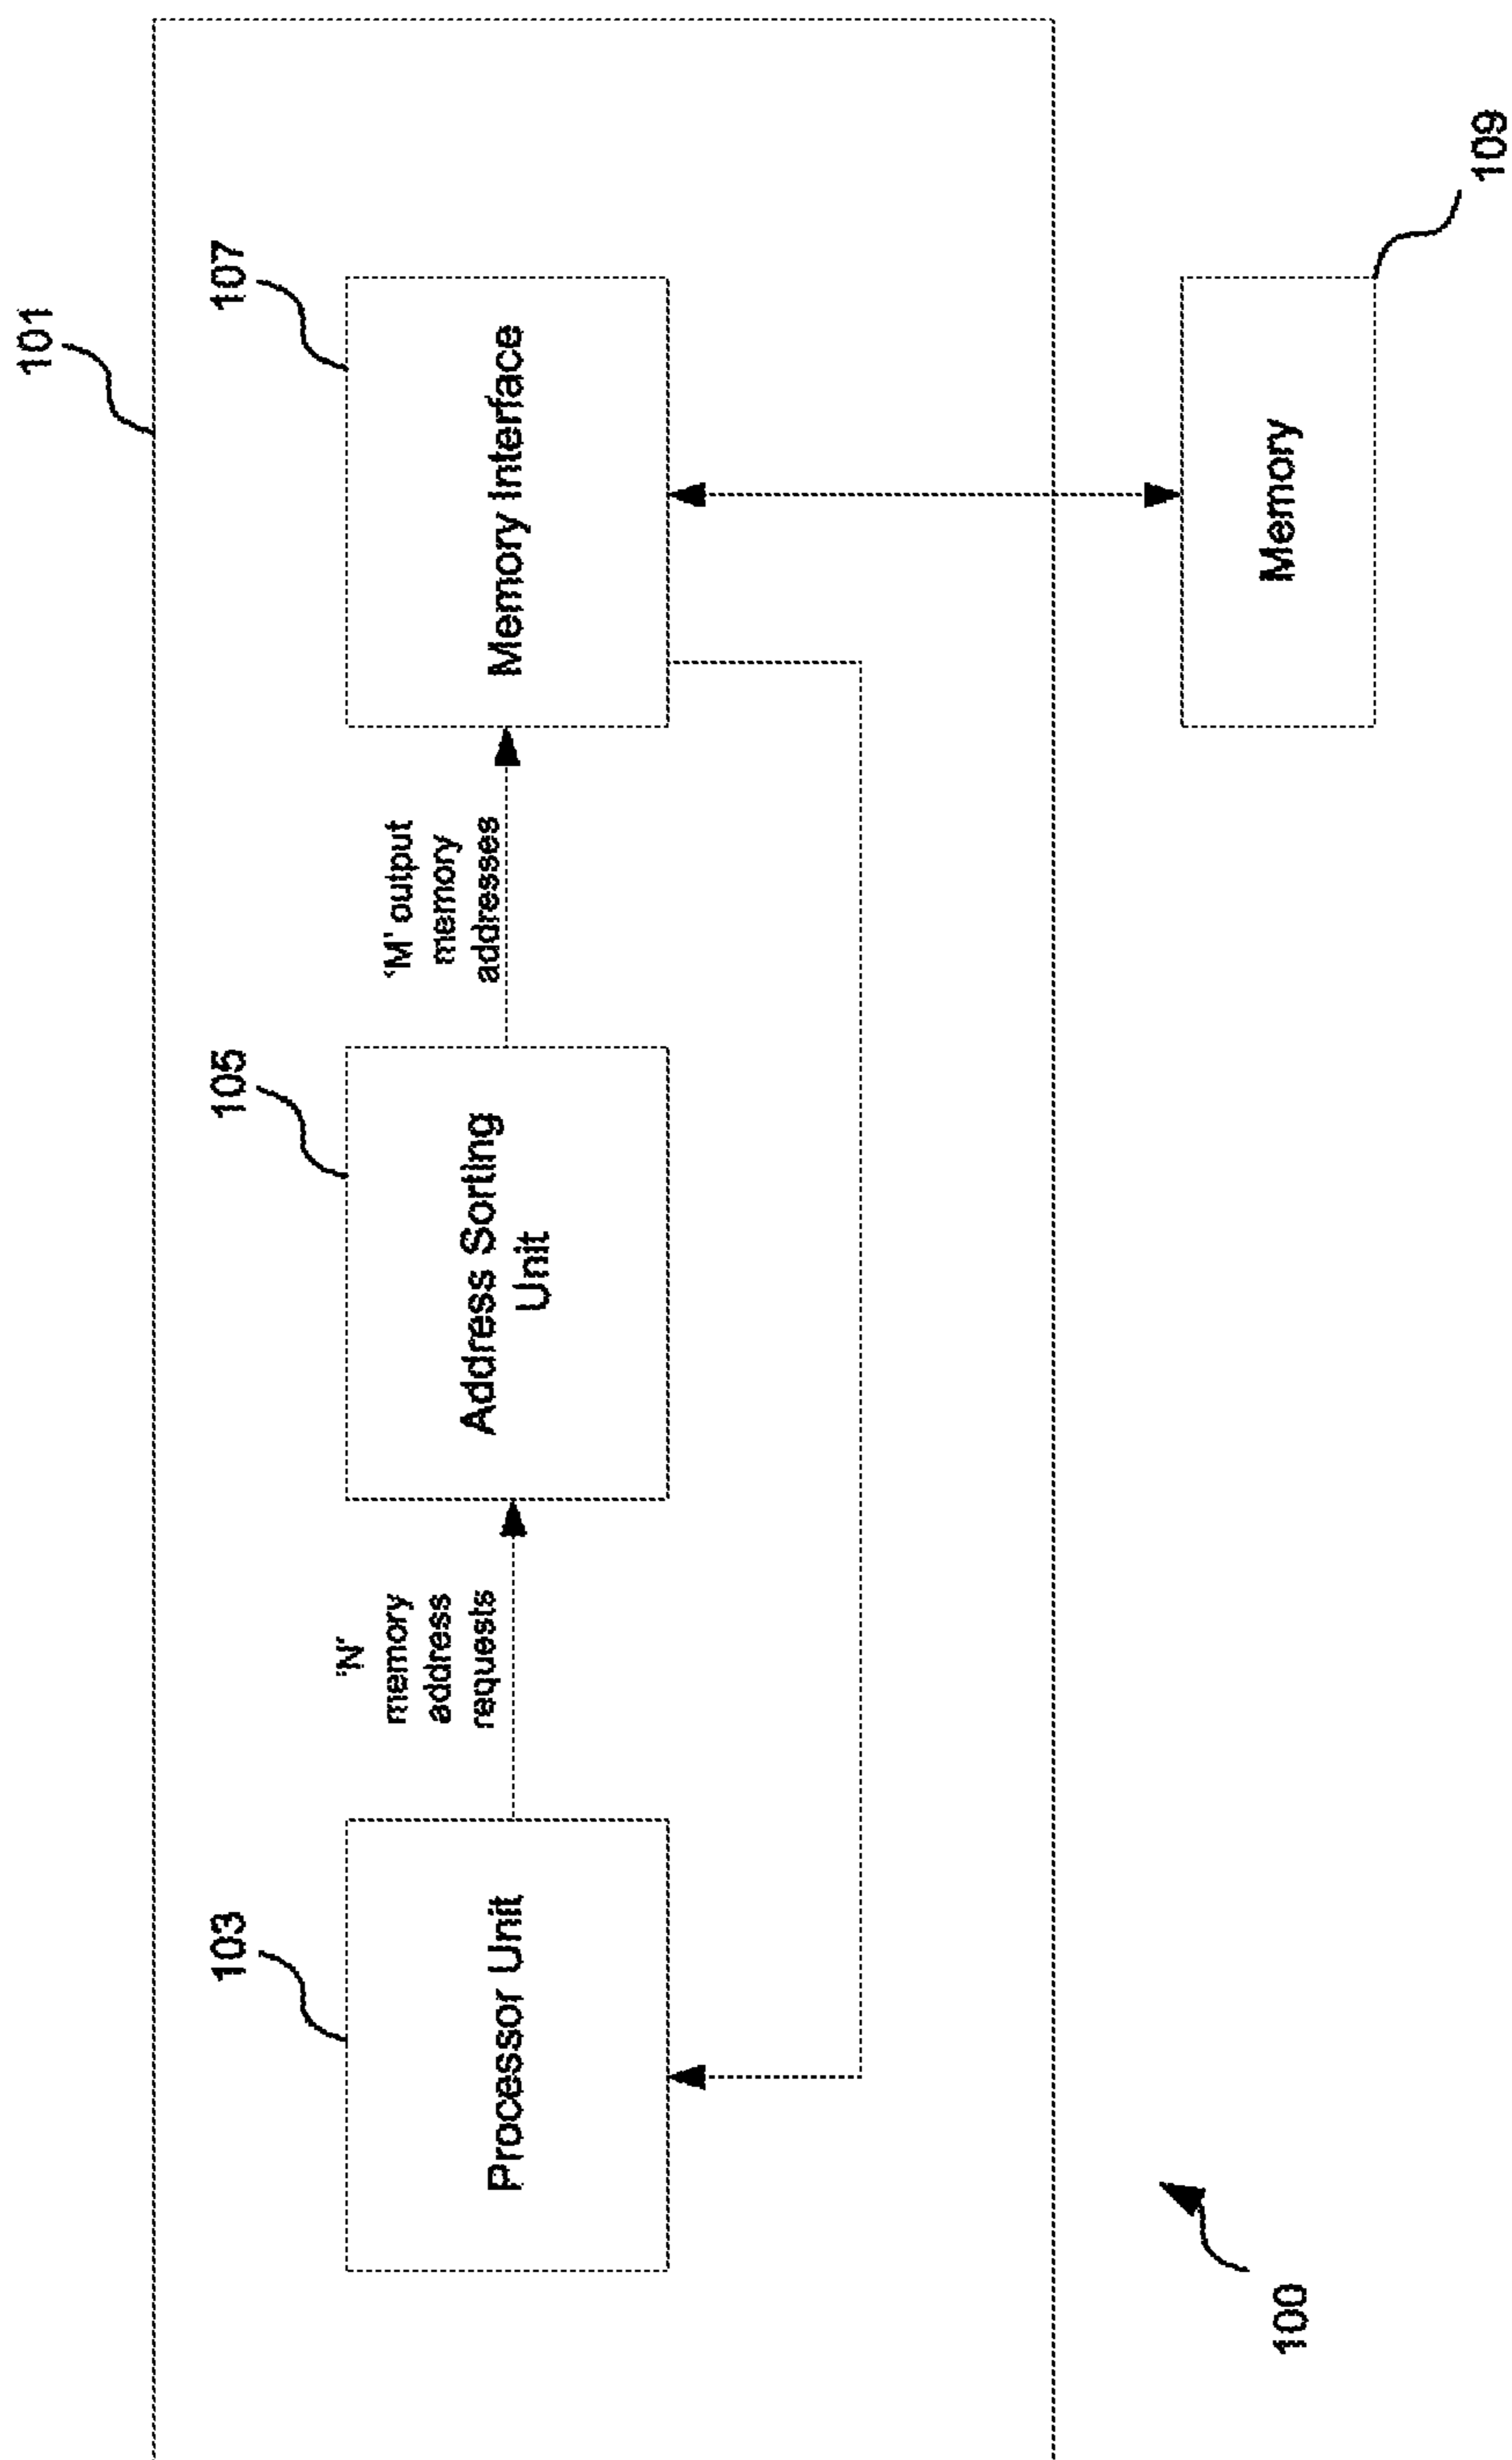 101
103
105
107
Processor Unit
'N'
memory
address
requests
Address Sorting
Unit
'M' output
memory
addresses
Memory Interface
Memory
109
100